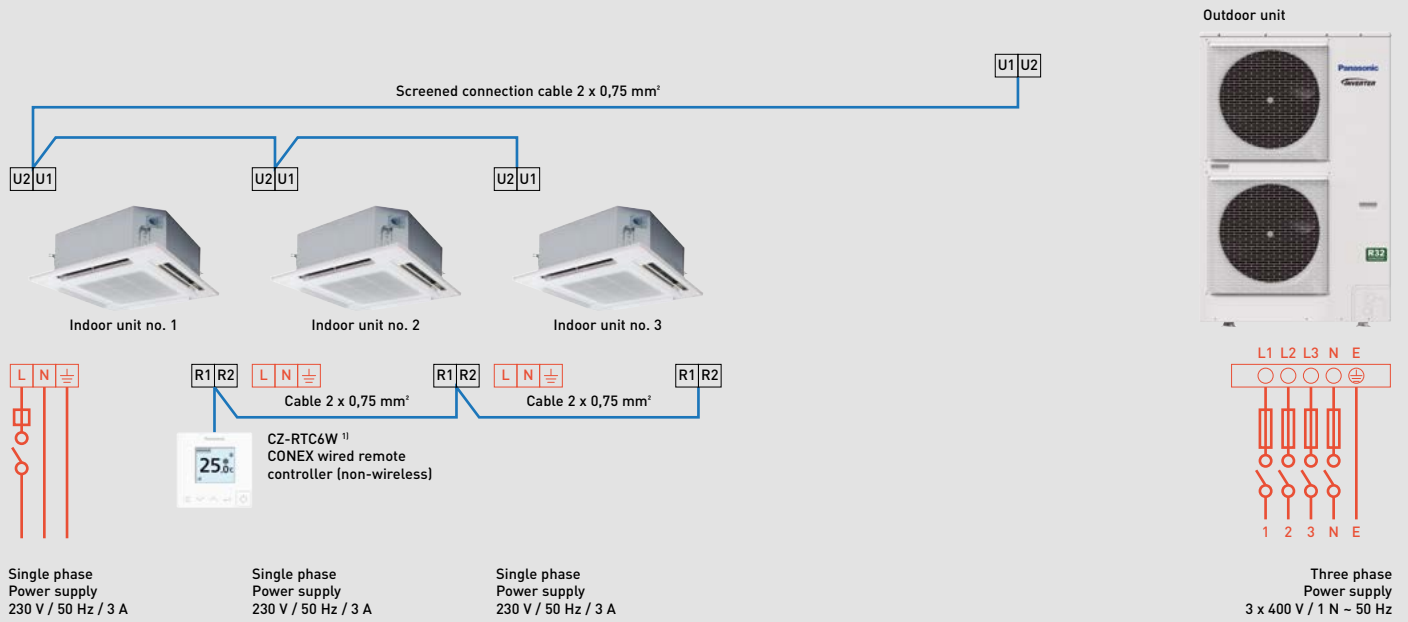 Outdoor unit
U1 U2
Screened connection cable 2 x 0,75 mm²
Panasonic
INVERTER
U2 U1
U2 U1
U2 U1
R32
Indoor unit no. 1
Indoor unit no. 2
Indoor unit no. 3
L1 L2 L3 N E
L N
R1 R2
L N
R1 R2
L N
R1 R2
Cable 2 x 0,75 mm²
Cable 2 x 0,75 mm²
Panasonic
25.0c
CZ-RTC6W 1)
CONEX wired remote
controller (non-wireless)
1 2 3 N E
Single phase
Power supply
230 V / 50 Hz / 3 A
Single phase
Power supply
230 V / 50 Hz / 3 A
Single phase
Power supply
230 V / 50 Hz / 3 A
Three phase
Power supply
3 x 400 V / 1 N ~ 50 Hz